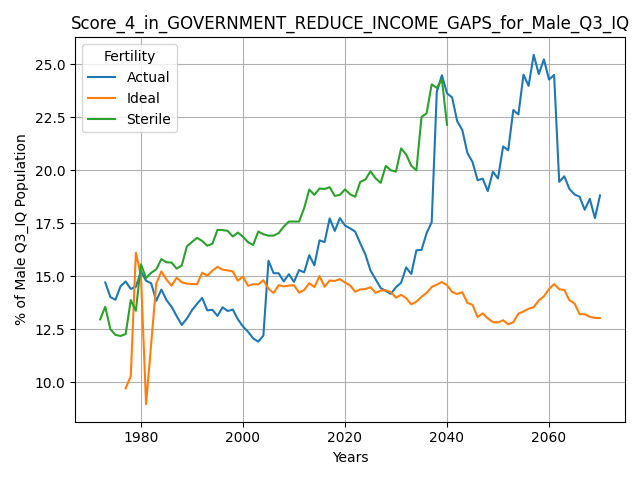 Score_4_in_GOVERNMENT_REDUCE_INCOME_GAPS_for_Male_Q3_IQ
Fertility
Actual
Ideal
Sterile
% of Male Q3_IQ Population
25.0
22.5
20.0
17.5
15.0
12.5
10.0
1980
2000
2020
2040
2060
Years